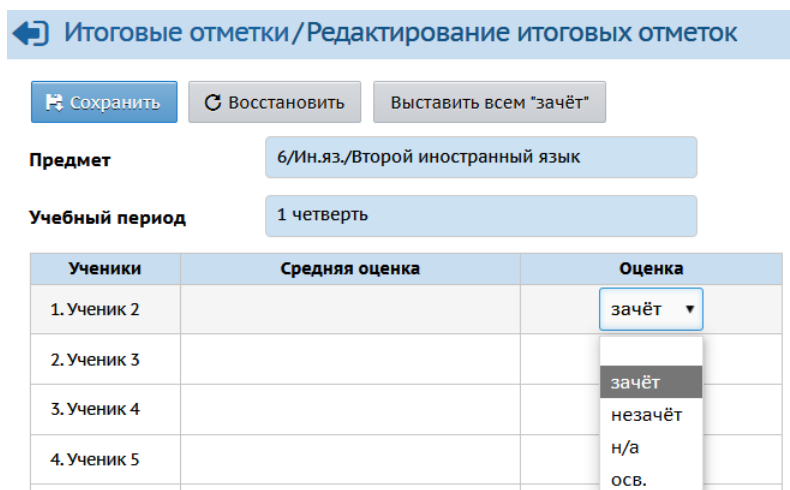 Итоговые отметки/Редактирование итоговых отметок
Сохранить Восстановить Выставить всем "зачёт"
Предмет 6/Ин.яз./Второй иностранный язык
Учебный период 1 четверть
Ученики Средняя оценка Оценка
1. Ученик 2 зачёт
2. Ученик 3
зачёт
3. Ученик 4 незачёт
н/а
4. Ученик 5
осв.